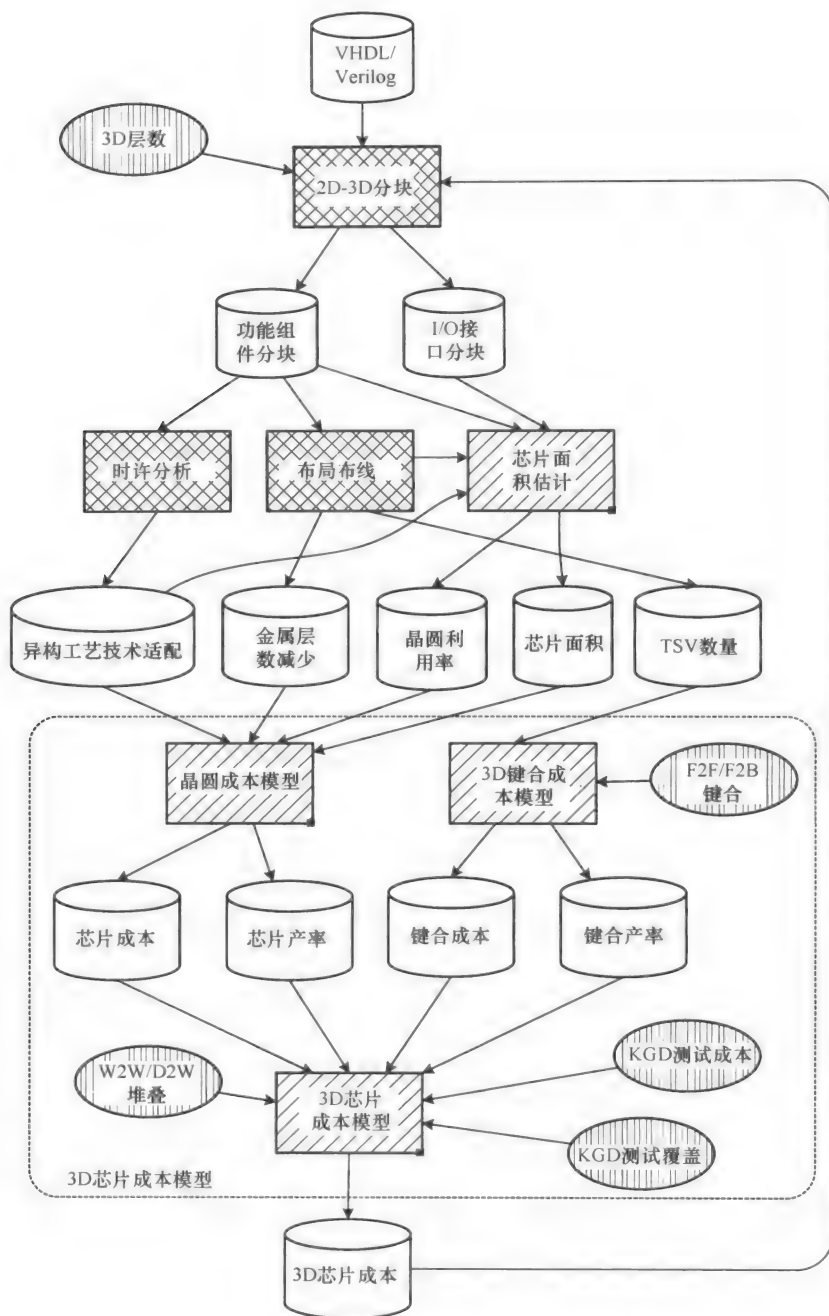 VHDL/
Verilog
3D层数
2D-3D分块
功能组
件分块
I/O接
口分块
时许分析
布局布线
芯片面
积估计
异构工艺技术适配
金属层
数减少
晶圆利
用率
芯片面积
TSV数量
晶圆成本模型
3D键合成
本模型
F2F/F2B
键合
芯片成本
芯片产率
键合成本
键合产率
W2W/D2W
堆叠
3D芯片
成本模型
KGD测试成本
KGD测试覆盖
3D芯片成本模型
3D芯片成本